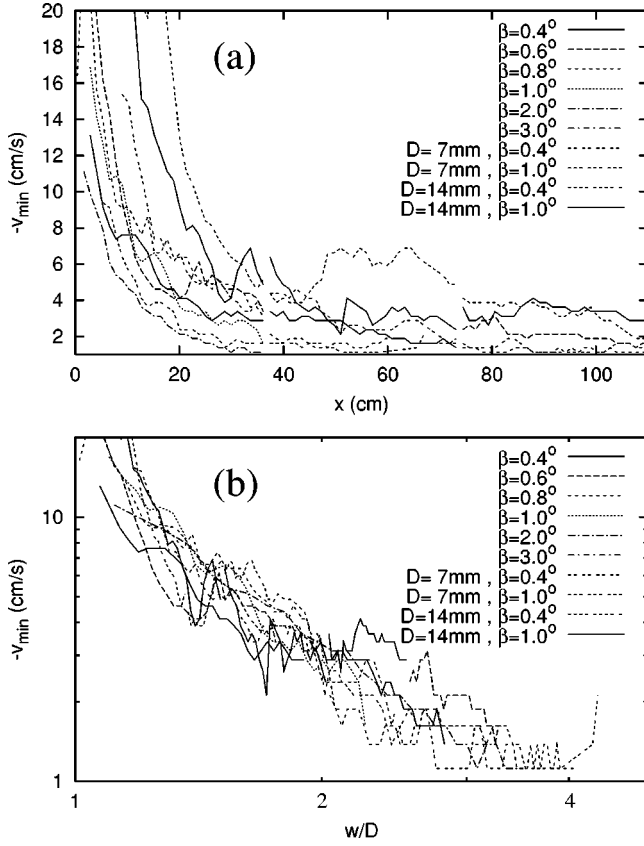 20
18
16
14
12
10
8
6
4
2
-vmin (cm/s)
(a)
β=0.4°
β=0.6°
β=0.8°
β=1.0°
β=2.0°
β=3.0°
D= 7mm , β=0.4°
D= 7mm , β=1.0°
D=14mm , β=0.4°
D=14mm , β=1.0°
0 20 40 60 80 100
x (cm)
20
10
1
-vmin (cm/s)
(b)
β=0.4°
β=0.6°
β=0.8°
β=1.0°
β=2.0°
β=3.0°
D= 7mm , β=0.4°
D= 7mm , β=1.0°
D=14mm , β=0.4°
D=14mm , β=1.0°
1 2 4
w/D